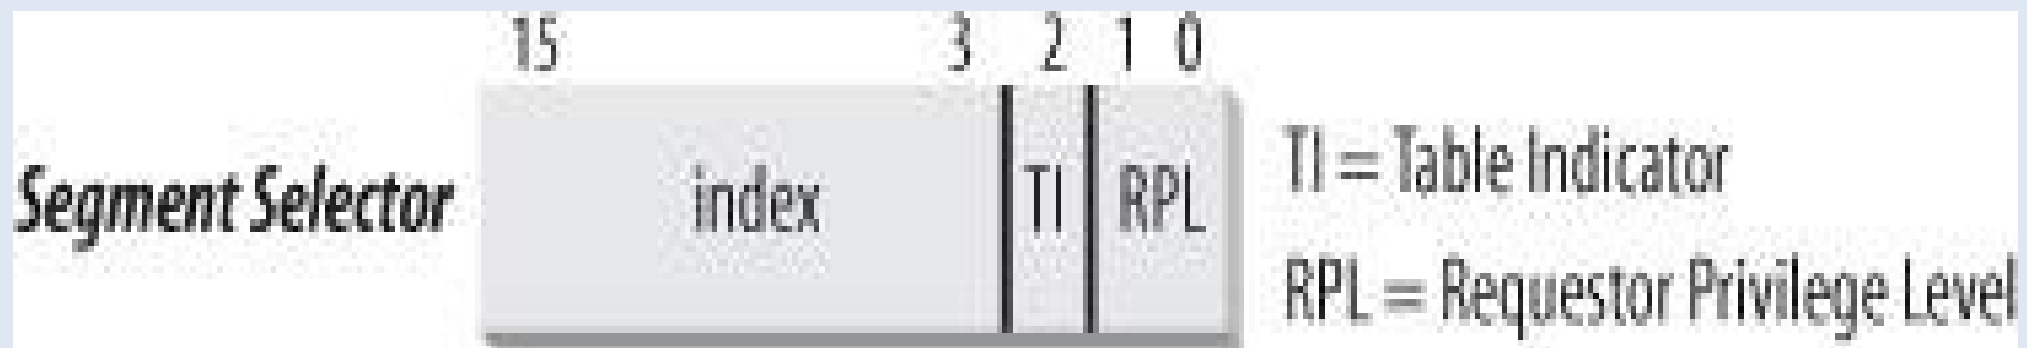 15 3 2 1 0
Segment Selector index TI RPL
TI = Table Indicator
RPL = Requestor Privilege Level